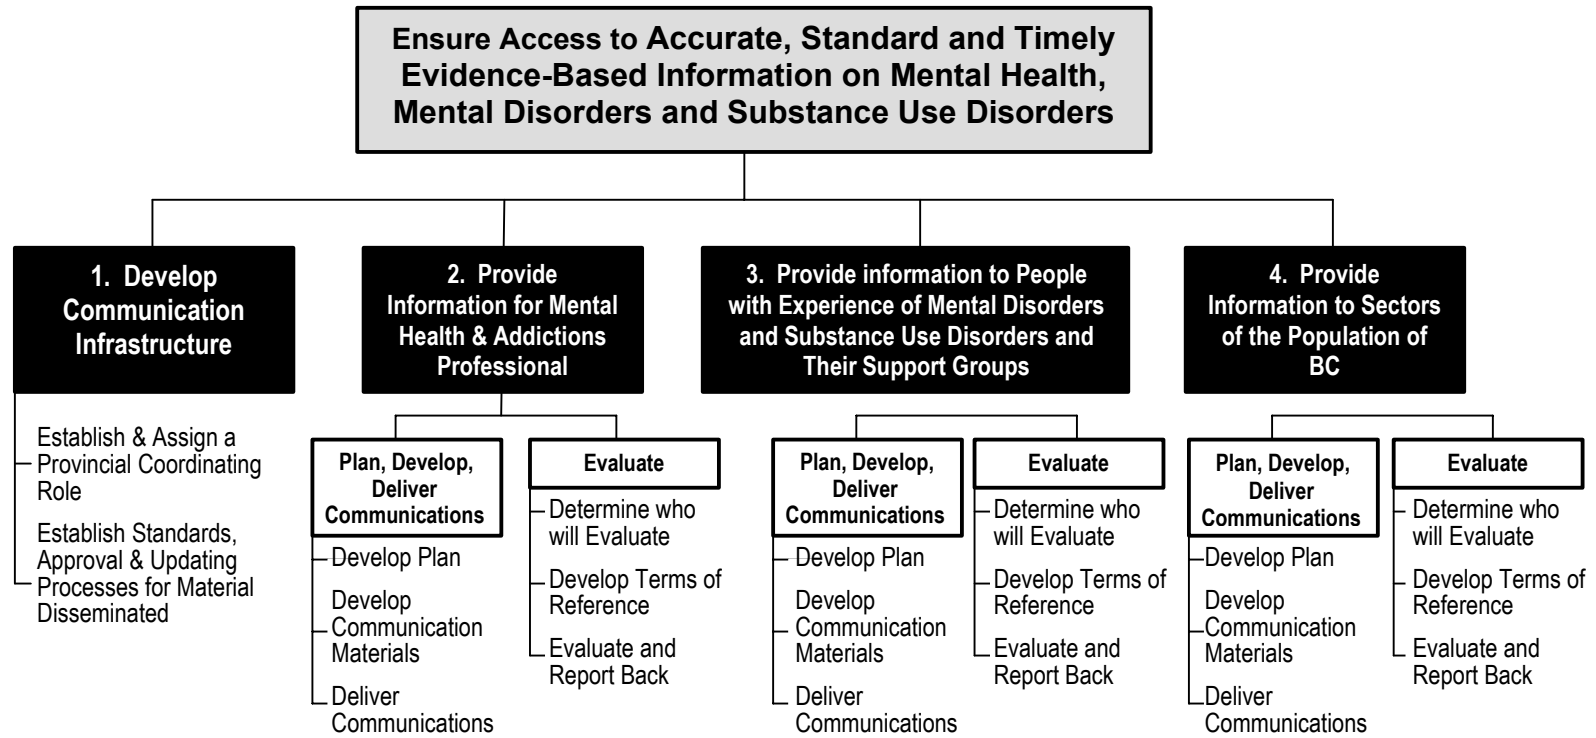 Ensure Access to Accurate, Standard and Timely
Evidence-Based Information on Mental Health,
Mental Disorders and Substance Use Disorders
1. Develop
Communication
Infrastructure
Establish & Assign a
Provincial Coordinating
Role
Establish Standards,
Approval & Updating
Processes for Material
Disseminated
2. Provide
Information for Mental
Health & Addictions
Professional
Plan, Develop,
Deliver
Communications
Develop Plan
Develop
Communication
Materials
Deliver
Communications
Evaluate
Determine who
will Evaluate
Develop Terms of
Reference
Evaluate and
Report Back
3. Provide information to People
with Experience of Mental Disorders
and Substance Use Disorders and
Their Support Groups
Plan, Develop,
Deliver
Communications
Develop Plan
Develop
Communication
Materials
Deliver
Communications
Evaluate
Determine who
will Evaluate
Develop Terms of
Reference
Evaluate and
Report Back
4. Provide
Information to Sectors
of the Population of
BC
Plan, Develop,
Deliver
Communications
Develop Plan
Develop
Communication
Materials
Deliver
Communications
Evaluate
Determine who
will Evaluate
Develop Terms of
Reference
Evaluate and
Report Back